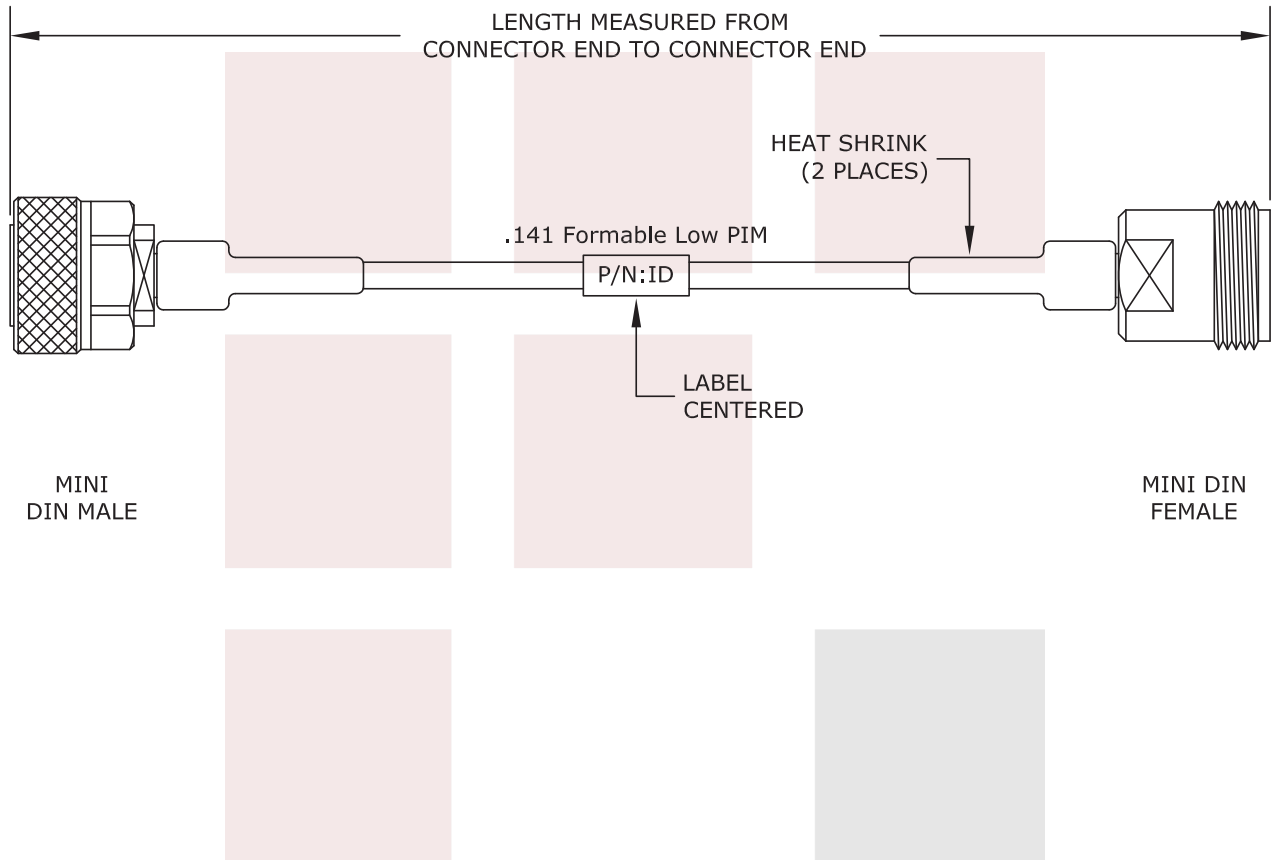 LENGTH MEASURED FROM
CONNECTOR END TO CONNECTOR END
HEAT SHRINK
(2 PLACES)
.141 Formable Low PIM
P/N:ID
LABEL
CENTERED
MINI
DIN MALE
MINI DIN
FEMALE